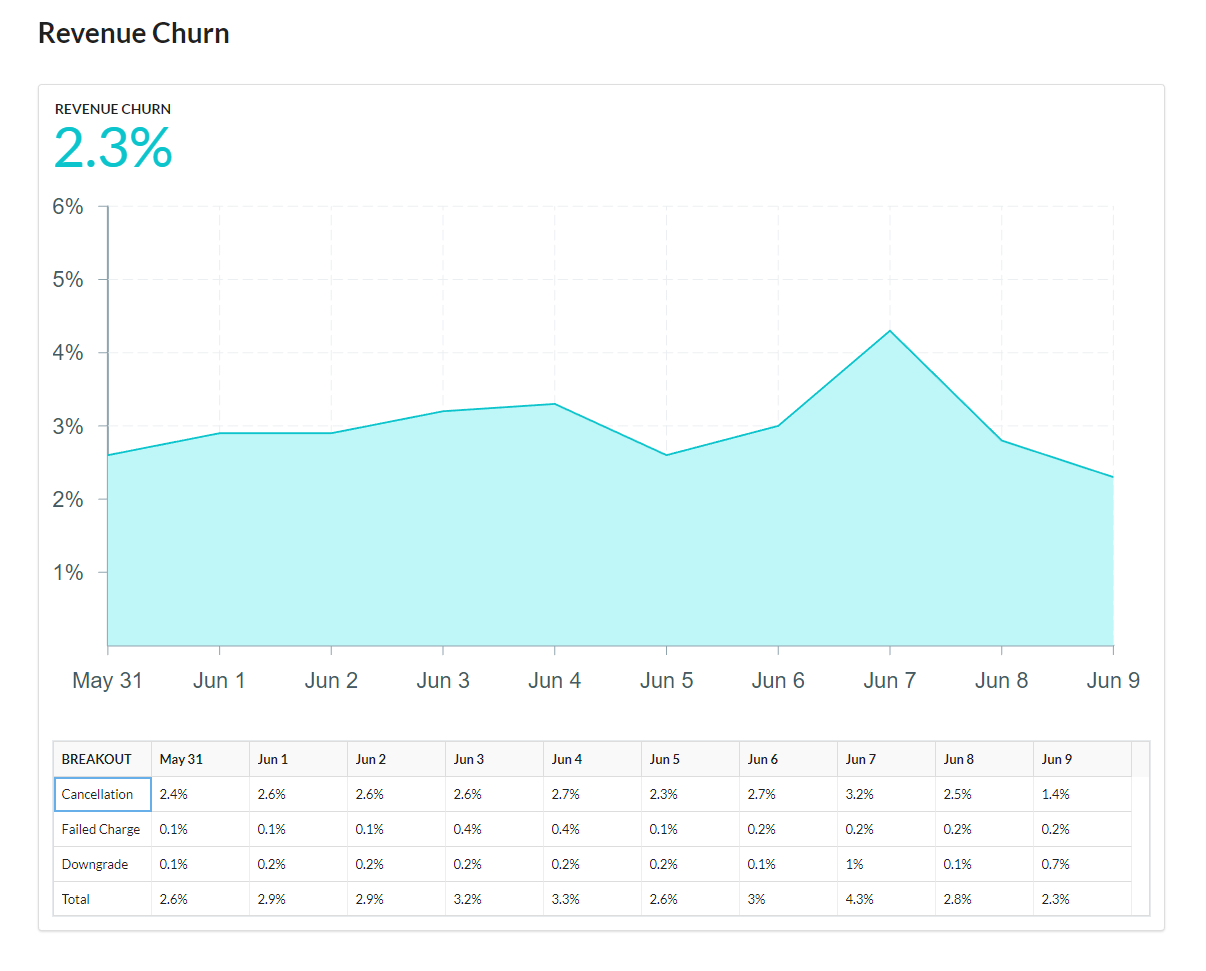 Revenue Churn
REVENUE CHURN
2.3%
6%
5%
4%
3%
2%
1%
May 31 Jun 1 Jun 2 Jun 3 Jun 4 Jun 5 Jun 6 Jun 7 Jun 8 Jun 9
BREAKOUT May 31 Jun 1 Jun 2 Jun 3 Jun 4 Jun 5 Jun 6 Jun 7 Jun 8 Jun 9
Cancellation 2.4% 2.6% 2.6% 2.6% 2.7% 2.3% 2.7% 3.2% 2.5% 1.4%
Failed Charge 0.1% 0.1% 0.1% 0.4% 0.4% 0.1% 0.2% 0.2% 0.2% 0.2%
Downgrade 0.1% 0.2% 0.2% 0.2% 0.2% 0.2% 0.1% 1% 0.1% 0.7%
Total 2.6% 2.9% 2.9% 3.2% 3.3% 2.6% 3% 4.3% 2.8% 2.3%